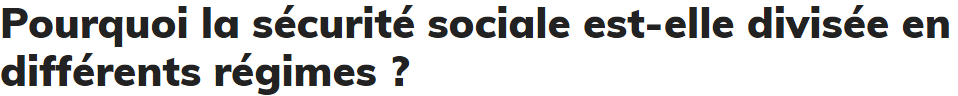 Pourquoi la sécurité sociale est-elle divisée en
différents régimes ?